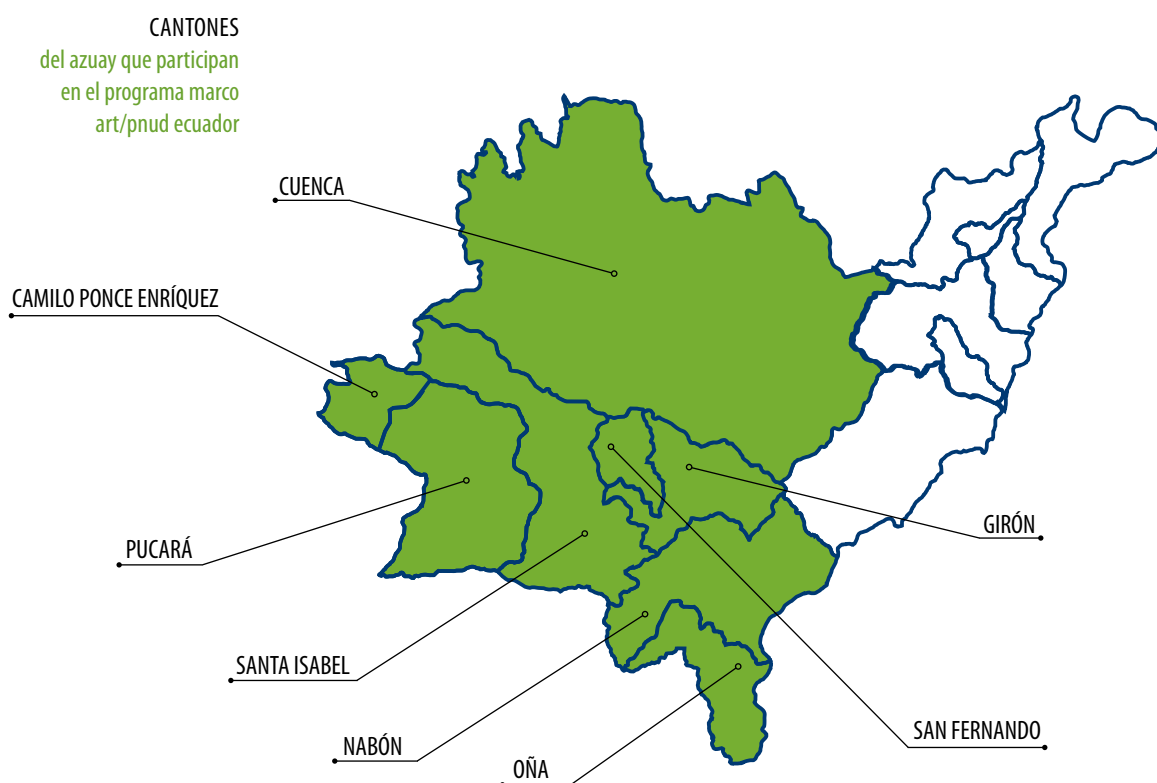 CANTONES
del azuay que participan
en el programa marco
art/pnud ecuador
CUENCA
CAMILO PONCE ENRÍQUEZ
PUCARÁ
GIRÓN
SANTA ISABEL
SAN FERNANDO
NABÓN
OÑA